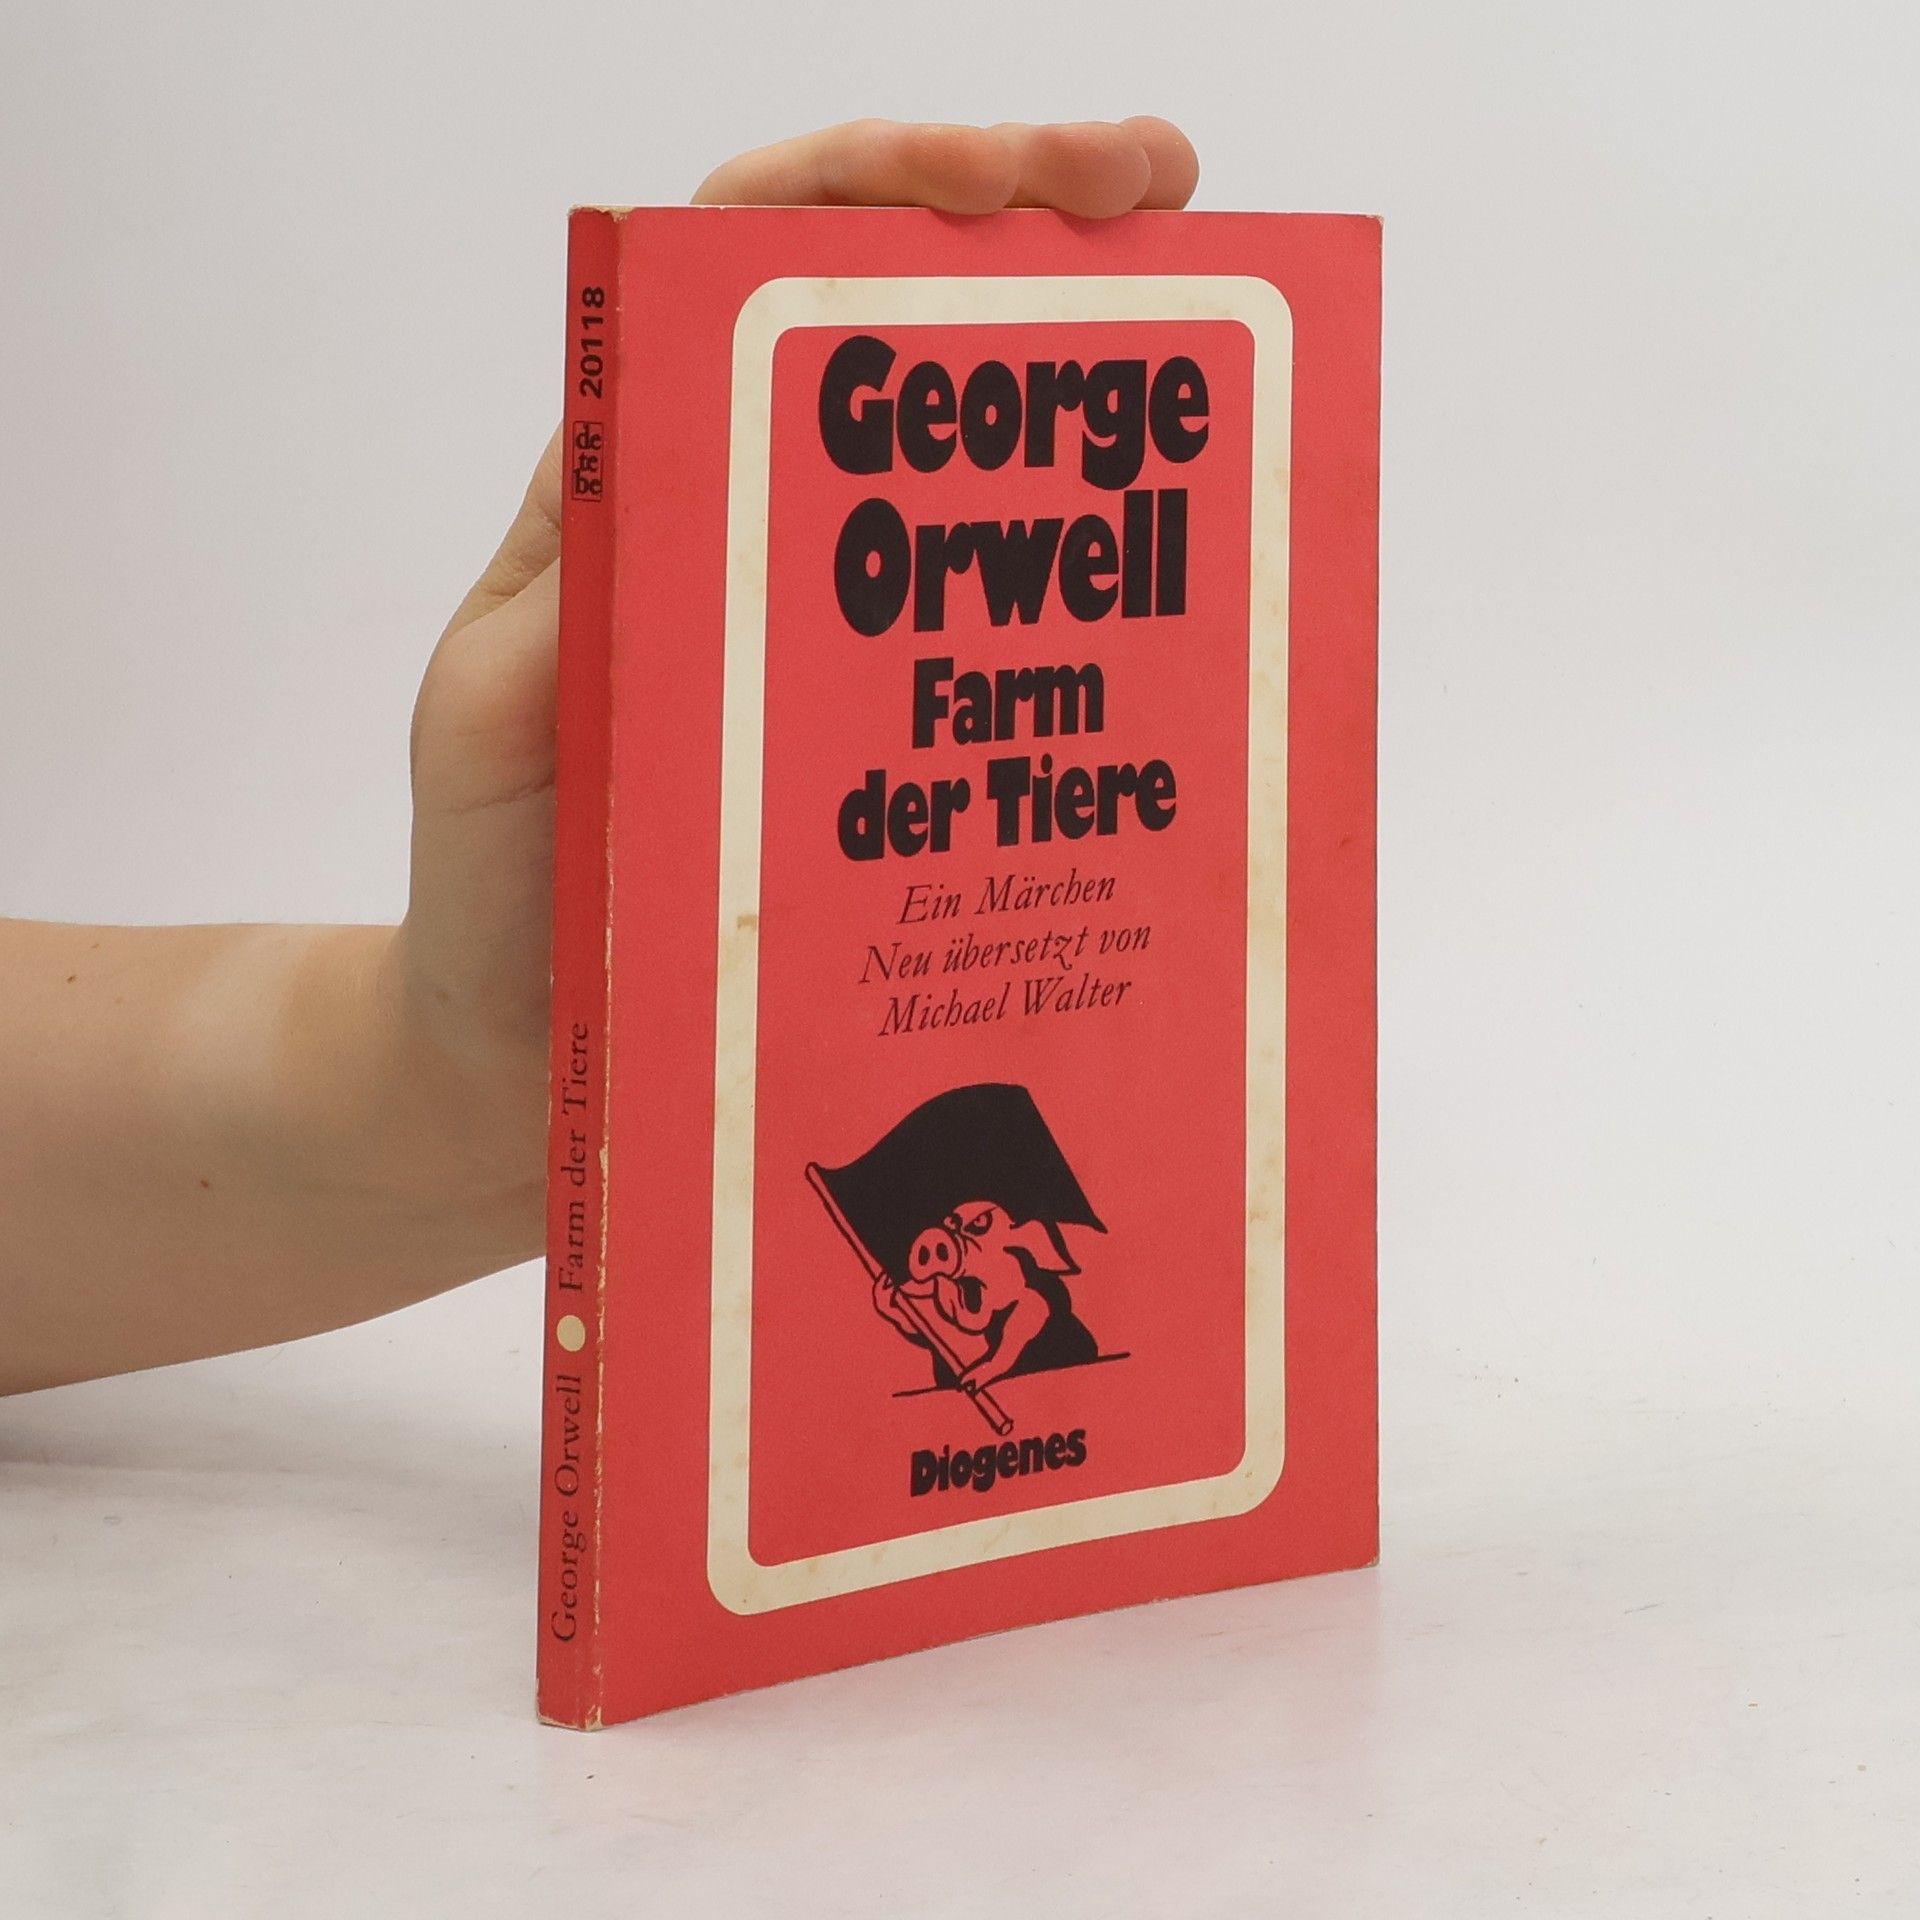 George
Orwell
Farm
der Tiere
Ein Märchen
Neu übersetzt von
Michael Walter
Diogenes
George Orwell ● Farm der Tiere
20118